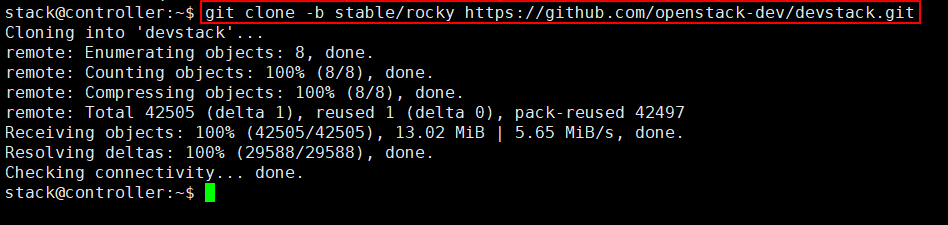 stack@controller:~$ git clone -b stable/rocky https://github.com/openstack-dev/devstack.git
Cloning into 'devstack'...
remote: Enumerating objects: 8, done.
remote: Counting objects: 100% (8/8), done.
remote: Compressing objects: 100% (8/8), done.
remote: Total 42505 (delta 1), reused 1 (delta 0), pack-reused 42497
Receiving objects: 100% (42505/42505), 13.02 MiB | 5.65 MiB/s, done.
Resolving deltas: 100% (29588/29588), done.
Checking connectivity... done.
stack@controller:~$